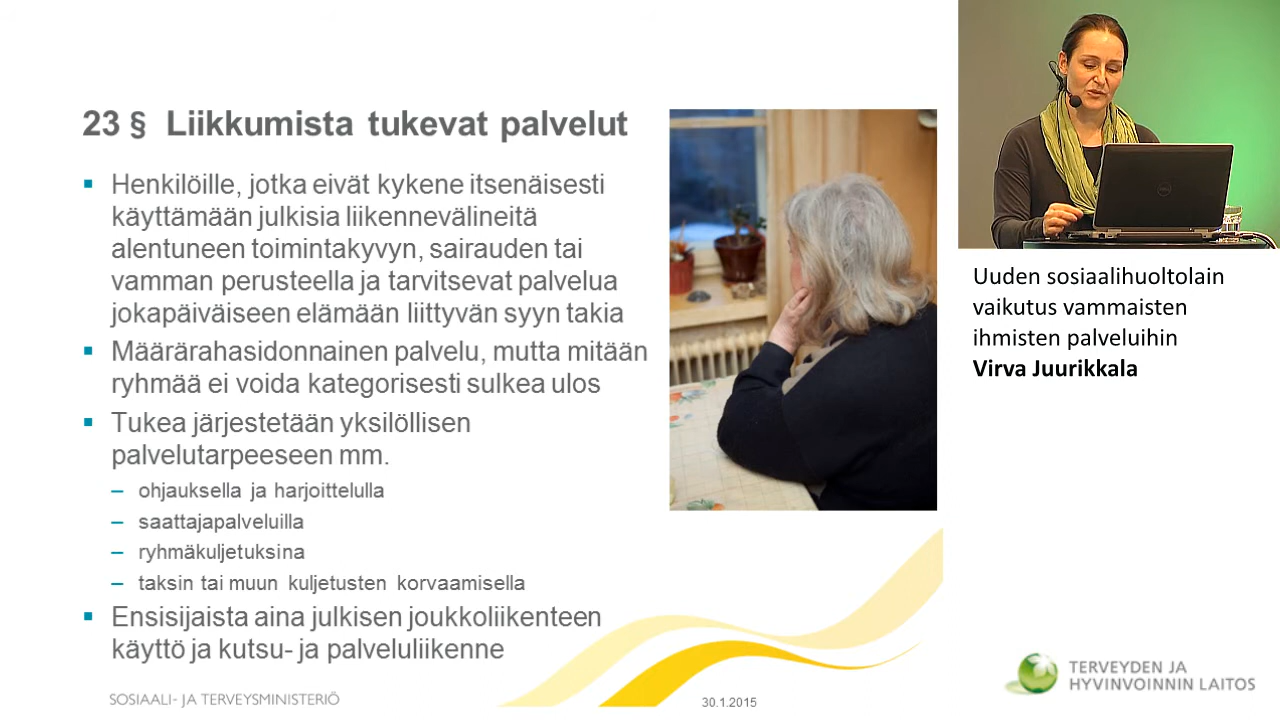 23 § Liikkumista tukevat palvelut
Henkilöille, jotka eivät kykene itsenäisesti
käyttämään julkisia liikennevälineitä
alentuneen toimintakyvyn, sairauden tai
vamman perusteella ja tarvitsevat palvelua
jokapäiväiseen elämään liittyvän syyn takia
Määrärahasidonnainen palvelu, mutta mitään
ryhmää ei voida kategorisesti sulkea ulos
Tukea järjestetään yksilöllisen
palvelutarpeeseen mm.
– ohjauksella ja harjoittelulla
– saattajapalveluilla
– ryhmäkuljetuksina
– taksin tai muun kuljetusten korvaamisella
Ensisijaista aina julkisen joukkoliikenteen
käyttö ja kutsu- ja palveluliikenne
SOSIAALI- JA TERVEYSMINISTERIÖ
30.1.2015
Uuden sosiaalihuoltolain
vaikutus vammaisten
ihmisten palveluihin
Virva Juurikkala
TERVEYDEN JA
HYVINVOINNIN LAITOS